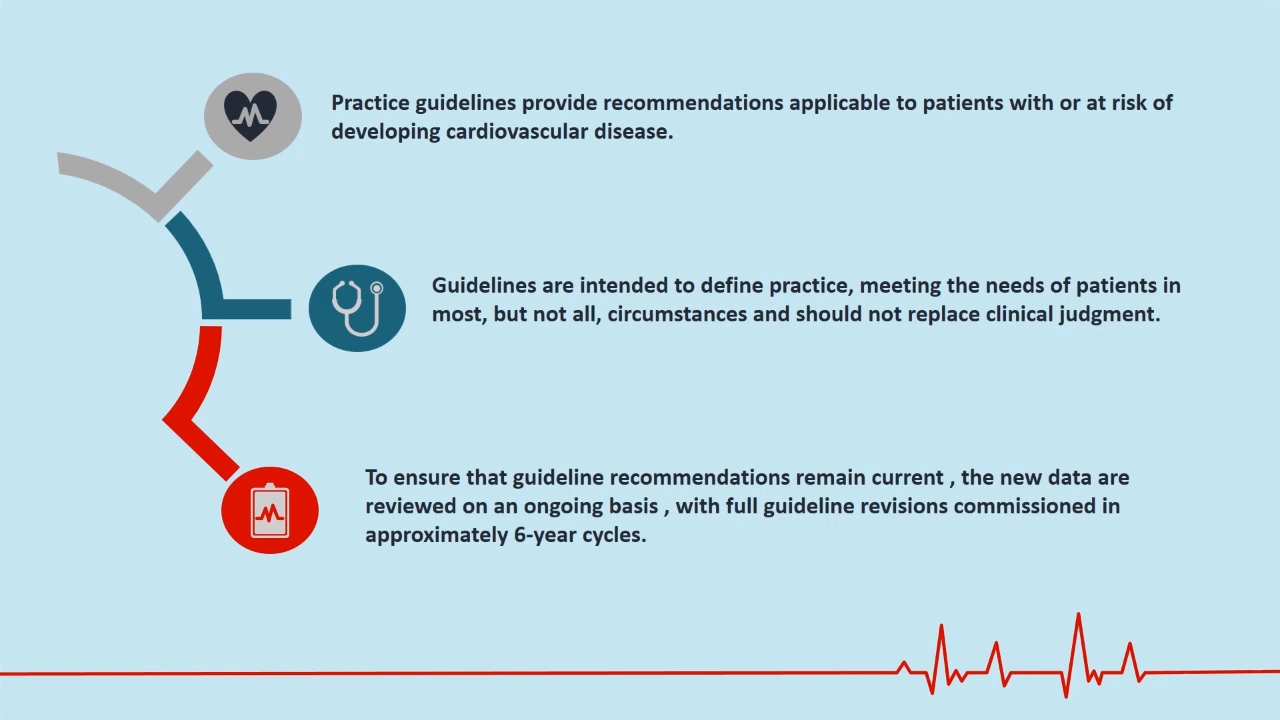 Practice guidelines provide recommendations applicable to patients with or at risk of
developing cardiovascular disease.
Guidelines are intended to define practice, meeting the needs of patients in
most, but not all, circumstances and should not replace clinical judgment.
To ensure that guideline recommendations remain current , the new data are
reviewed on an ongoing basis , with full guideline revisions commissioned in
approximately 6-year cycles.